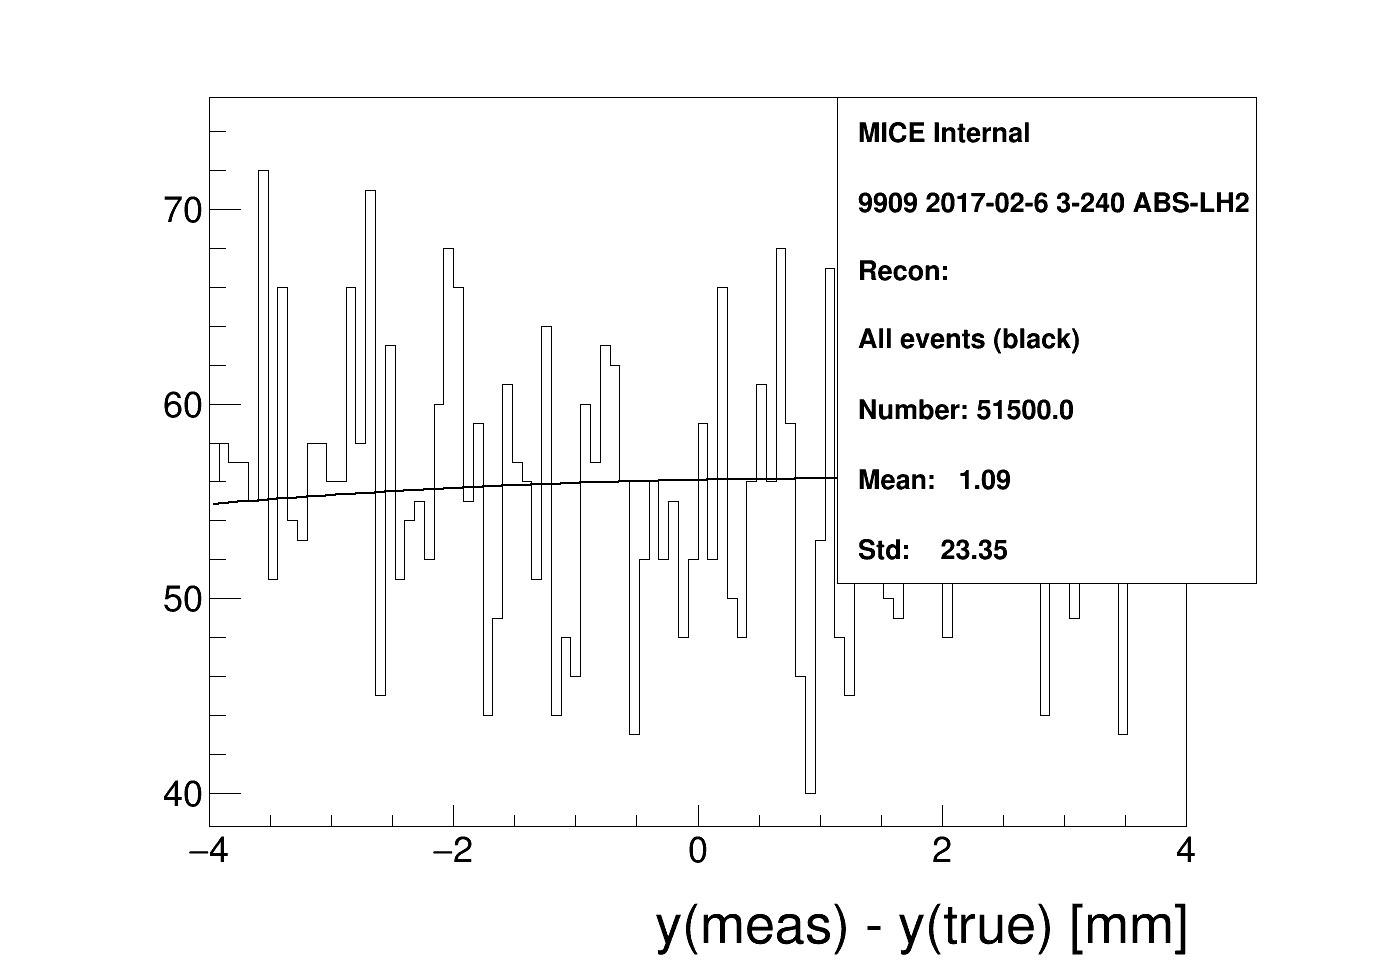 MICE Internal
9909 2017-02-6 3-240 ABS-LH2
Recon:
All events (black)
Number: 51500.0
Mean: 1.09
Std: 23.35
70
60
50
40
−4 −2 0 2 4
y(meas) - y(true) [mm]